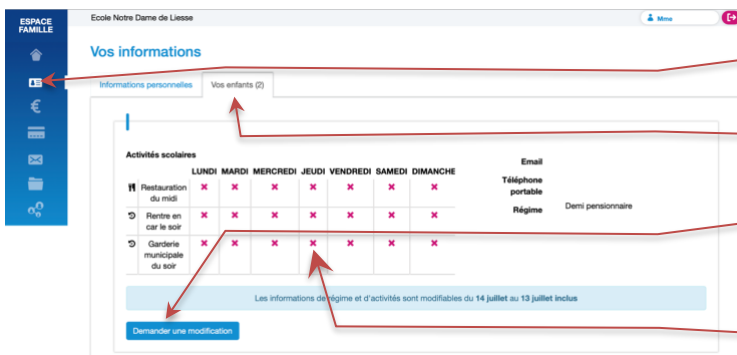 ESPACE
FAMILLE
Ecole Notre Dame de Liesse
Mme
Vos informations
Informations personnelles
Vos enfants (2)
Activités scolaires
LUNDI MARDI MERCREDI JEUDI VENDREDI SAMEDI DIMANCHE
Restauration
du midi
Rentre en
car le soir
Garderie
municipale
du soir
Email
Téléphone
portable
Régime Demi pensionnaire
Les informations de régime et d'activités sont modifiables du 14 juillet au 13 juillet inclus
Demander une modification